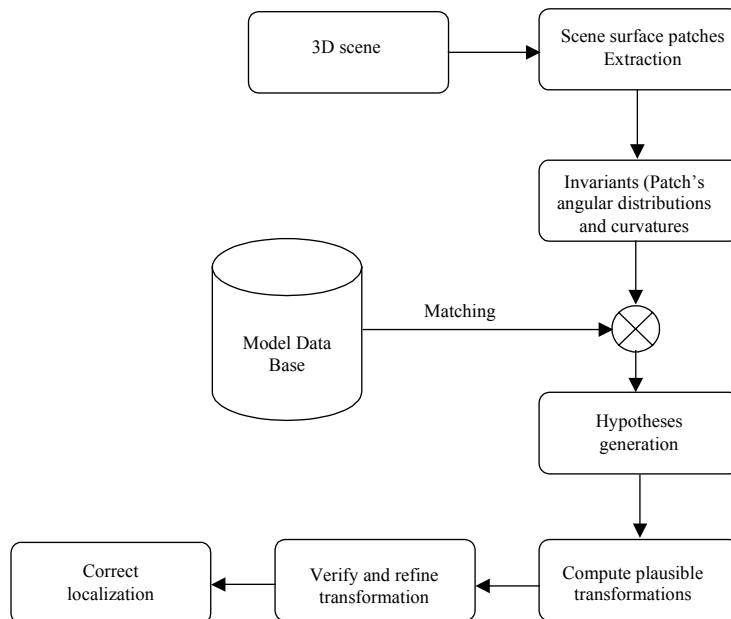 3D scene
Scene surface patches
Extraction
Invariants (Patch's
angular distributions
and curvatures
Matching
Model Data
Base
Hypotheses
generation
Compute plausible
transformations
Verify and refine
transformation
Correct
localization